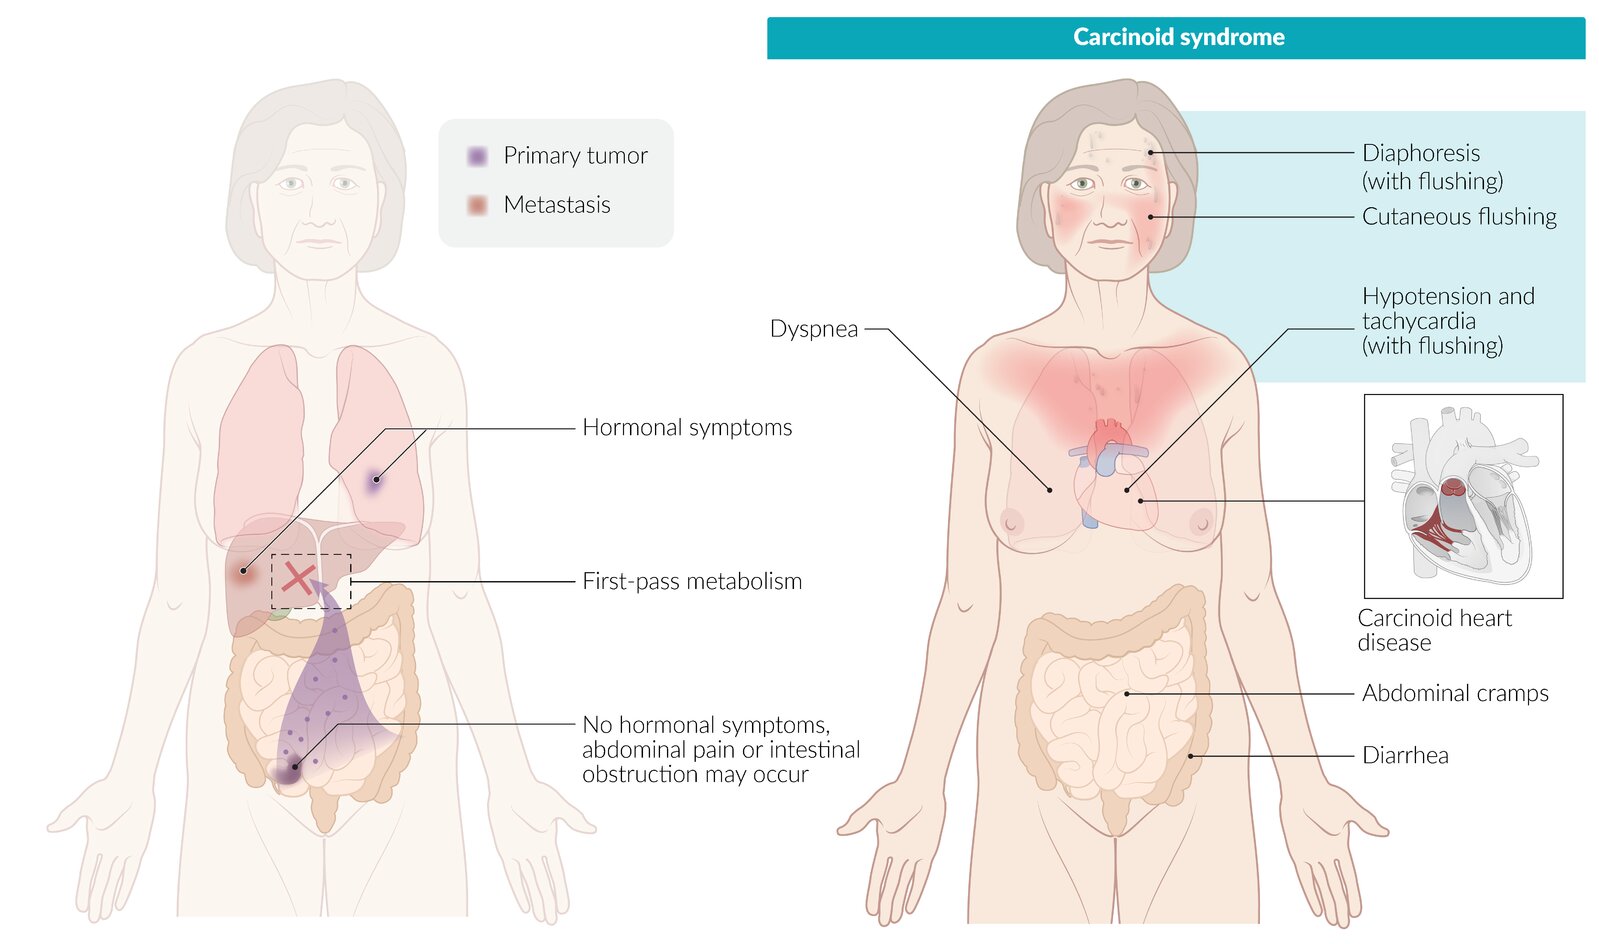 Carcinoid syndrome
Primary tumor
Metastasis
Hormonal symptoms
First-pass metabolism
No hormonal symptoms,
abdominal pain or intestinal
obstruction may occur
Diaphoresis
(with flushing)
Cutaneous flushing
Hypotension and
tachycardia
(with flushing)
Dyspnea
Carcinoid heart
disease
Abdominal cramps
Diarrhea